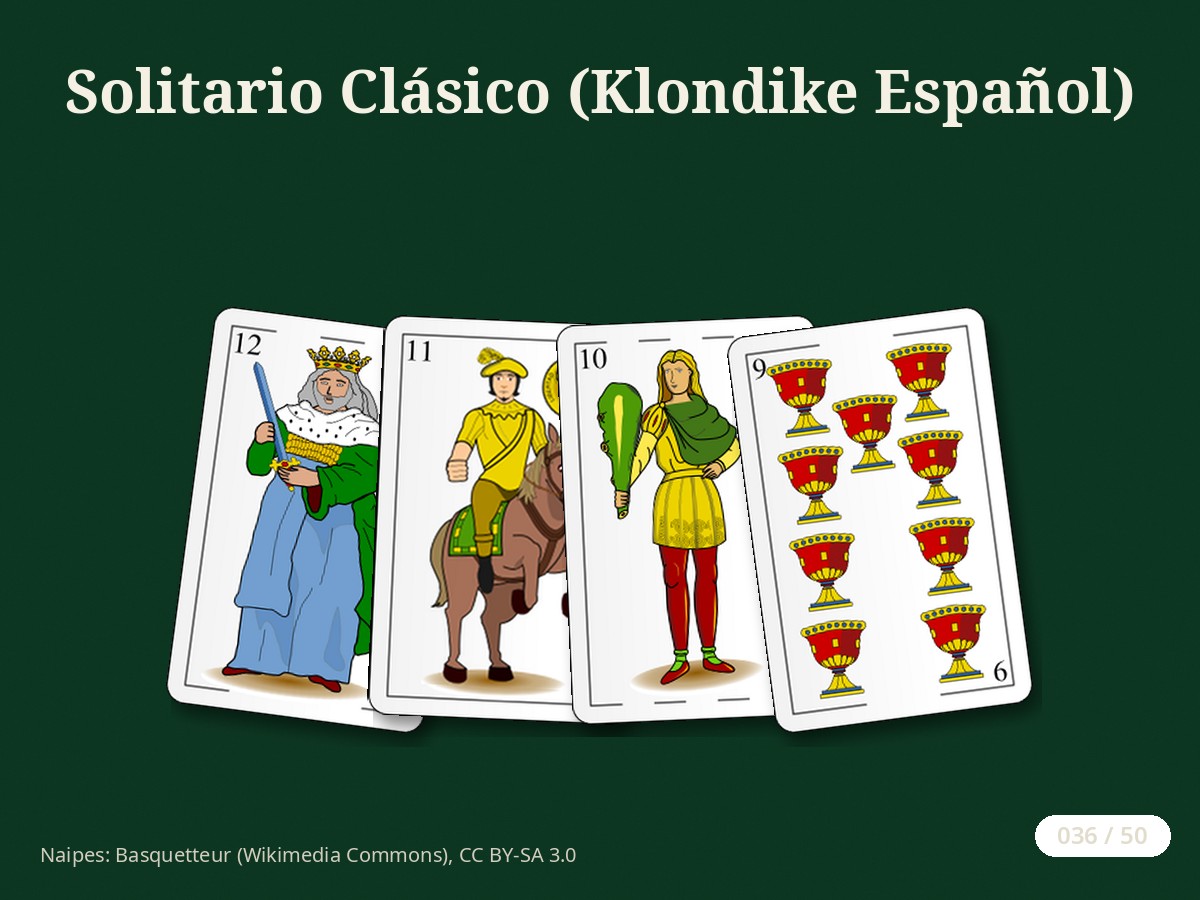 Solitario Clásico (Klondike Español)
12
11
10
9
9
Naipes: Basquetteur (Wikimedia Commons), CC BY-SA 3.0
036 / 50